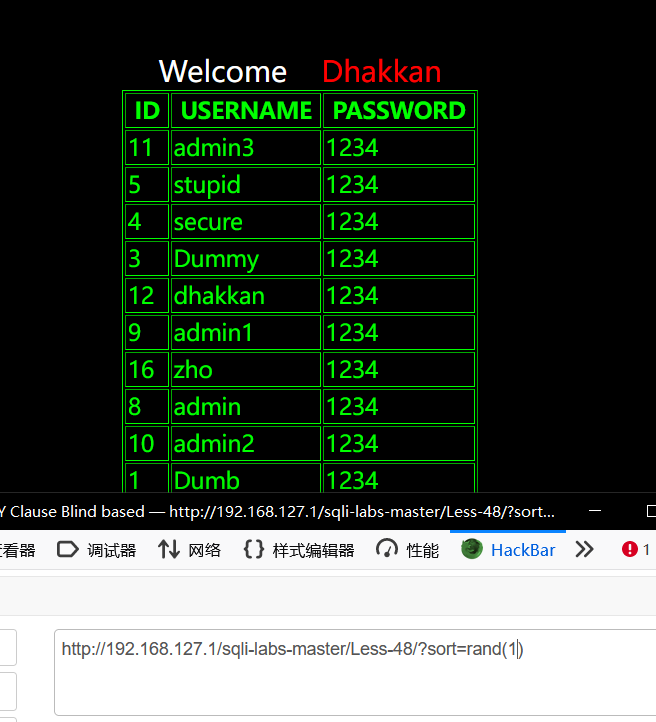 Welcome Dhakkan
ID USERNAME PASSWORD
11 admin3 1234
5 stupid 1234
4 secure 1234
3 Dummy 1234
12 dhakkan 1234
9 admin1 1234
16 zho 1234
8 admin 1234
10 admin2 1234
1 Dumb 1234
Y Clause Blind based — http://192.168.127.1/sqli-labs-master/Less-48/?sort...
看器 调试器 网络 样式编辑器 性能 HackBar 1
http://192.168.127.1/sqli-labs-master/Less-48/?sort=rand(1)